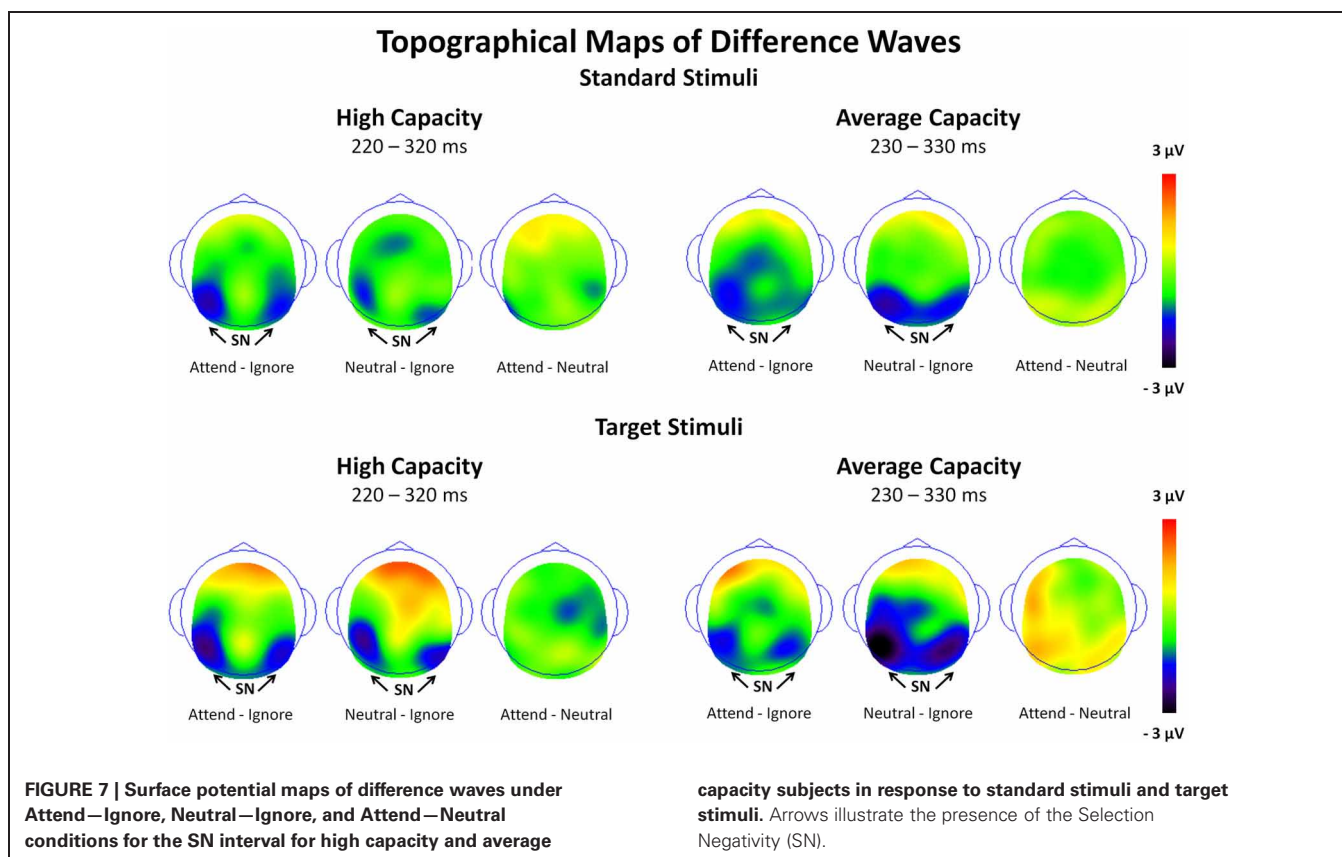 Topographical Maps of Difference Waves
Standard Stimuli
High Capacity
220 – 320 ms
Average Capacity
230 – 330 ms
3 µV
SN
SN
SN
SN
Attend - Ignore
Neutral - Ignore
Attend - Neutral
Attend - Ignore
Neutral - Ignore
Attend - Neutral
- 3 µV
Target Stimuli
High Capacity
220 – 320 ms
Average Capacity
230 – 330 ms
3 µV
SN
SN
SN
SN
Attend - Ignore
Neutral - Ignore
Attend - Neutral
Attend - Ignore
Neutral - Ignore
Attend - Neutral
- 3 µV
FIGURE 7 | Surface potential maps of difference waves under
Attend—Ignore, Neutral—Ignore, and Attend—Neutral
conditions for the SN interval for high capacity and average
capacity subjects in response to standard stimuli and target
stimuli. Arrows illustrate the presence of the Selection
Negativity (SN).